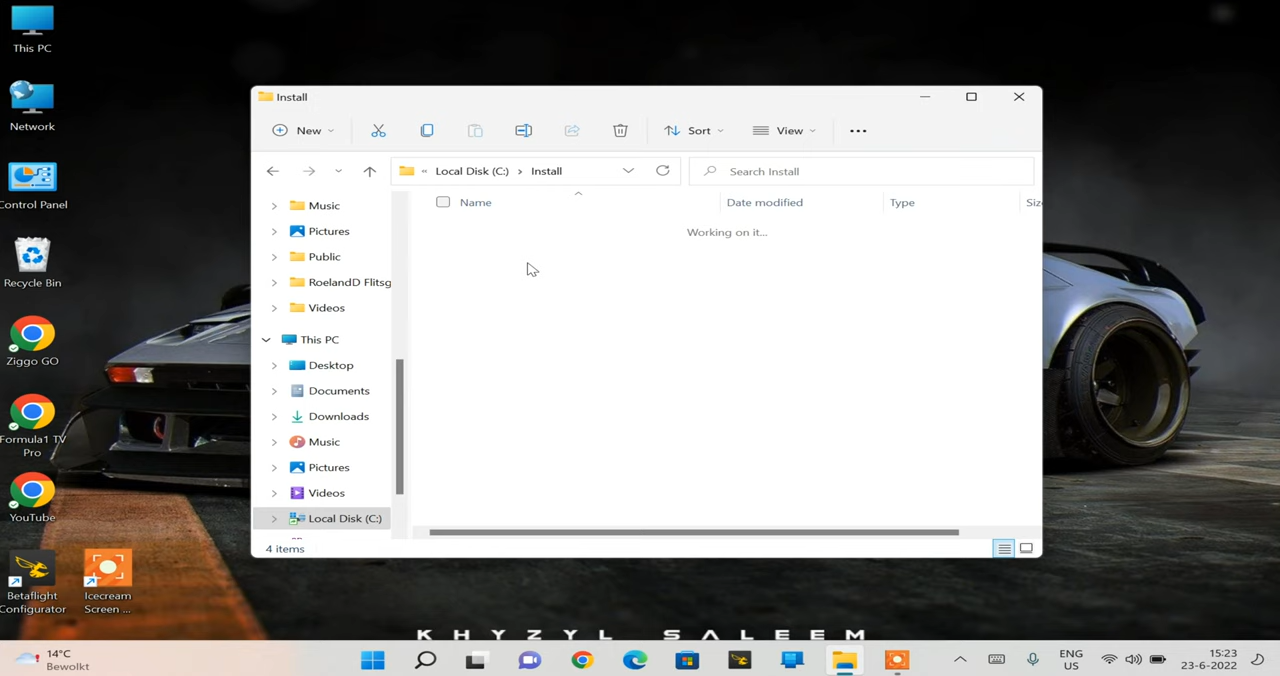 This PC
Network
Control Panel
Recycle Bin
Ziggo GO
Formula1 TV
Pro
YouTube
Betaflight
Configurator
Icecream
Screen ...
Install
New
Sort
View
« Local Disk (C:) › Install
Search Install
Name
Date modified
Type
Siz
Working on it...
Music
Pictures
Public
RoelandD Flitsg
Videos
This PC
Desktop
Documents
Downloads
Music
Pictures
Videos
Local Disk (C:)
4 items
KHYZYL SALEEM
14°C
Bewolkt
ENG
US
15:23
23-6-2022